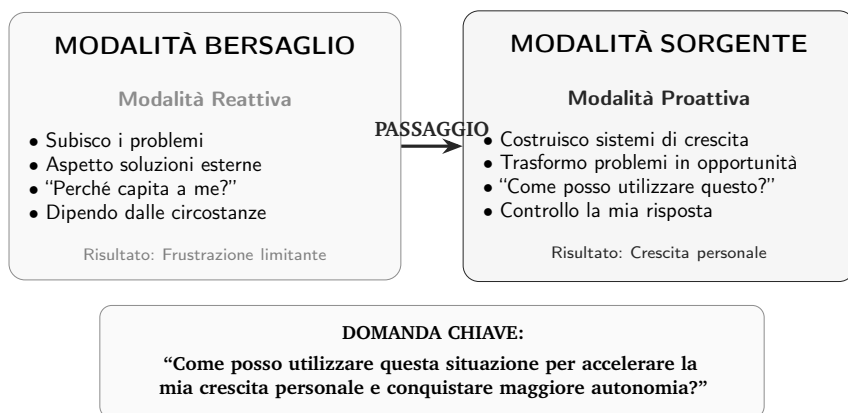 MODALITÀ BERSAGLIO
Modalità Reattiva
• Subisco i problemi
• Aspetto soluzioni esterne
• “Perché capita a me?”
• Dipendo dalle circostanze
Risultato: Frustrazione limitante
PASSAGGIO
MODALITÀ SORGENTE
Modalità Proattiva
• Costruisco sistemi di crescita
• Trasformo problemi in opportunità
• “Come posso utilizzare questo?”
• Controllo la mia risposta
Risultato: Crescita personale
DOMANDA CHIAVE:
“Come posso utilizzare questa situazione per accelerare la
mia crescita personale e conquistare maggiore autonomia?”